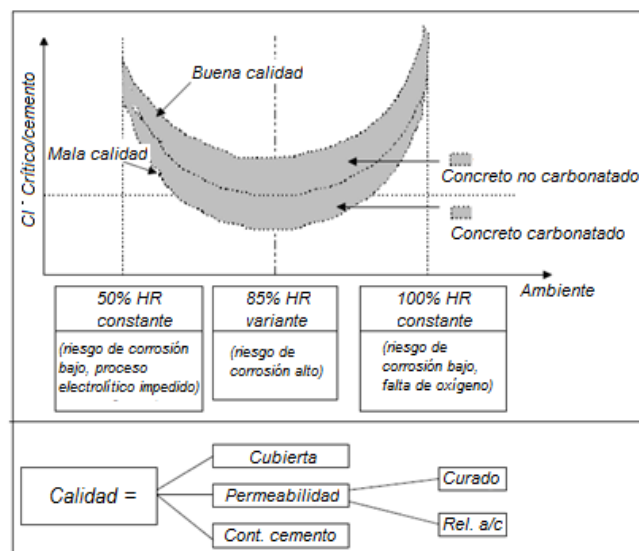 Cl⁻ Crítico/cemento
Buena calidad
Mala calidad
Concreto no carbonatado
Concreto carbonatado
Ambiente
50% HR
constante
(riesgo de corrosión
bajo, proceso
electrolítico impedido)
85% HR
variante
(riesgo de
corrosión alto)
100% HR
constante
(riesgo de
corrosión bajo,
falta de oxígeno)
Calidad =
Cubierta
Permeabilidad
Cont. cemento
Curado
Rel. a/c